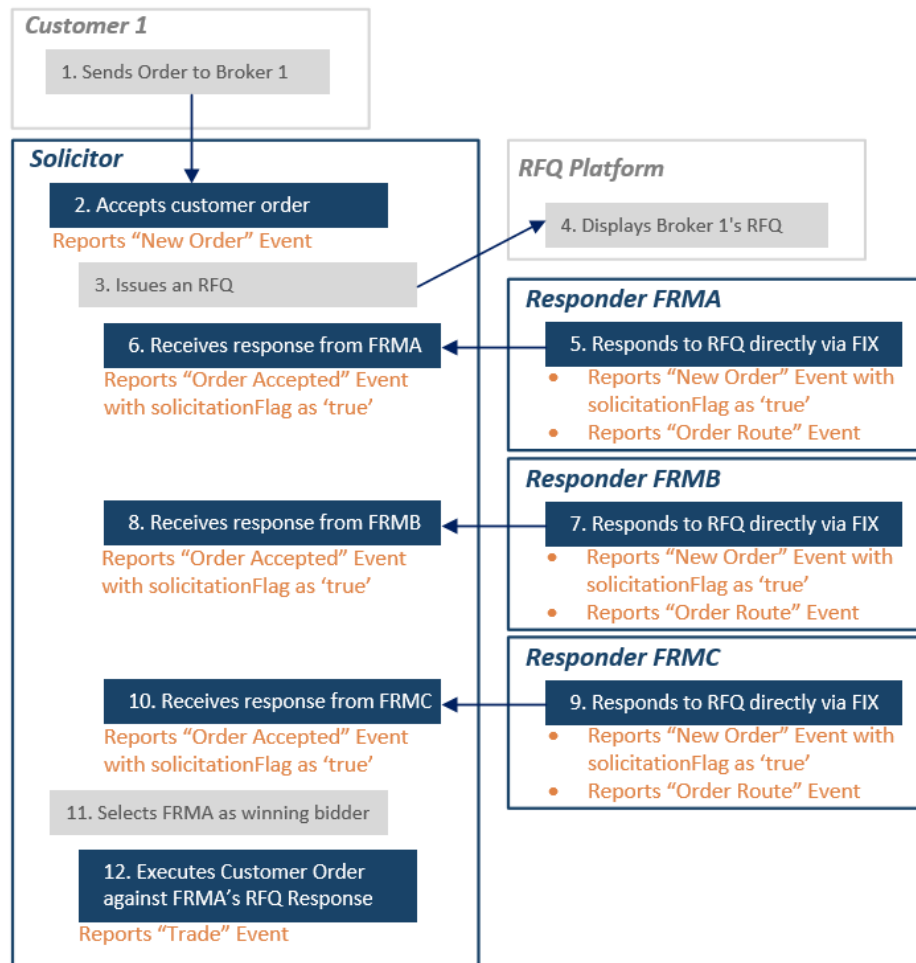 Customer 1
1. Sends Order to Broker 1
Solicitor
2. Accepts customer order
Reports “New Order” Event
3. Issues an RFQ
RFQ Platform
4. Displays Broker 1's RFQ
Responder FRMA
5. Responds to RFQ directly via FIX
• Reports “New Order” Event with
solicitationFlag as ‘true’
• Reports “Order Route” Event
6. Receives response from FRMA
Reports “Order Accepted” Event
with solicitationFlag as ‘true’
Responder FRMB
7. Responds to RFQ directly via FIX
• Reports “New Order” Event with
solicitationFlag as ‘true’
• Reports “Order Route” Event
8. Receives response from FRMB
Reports “Order Accepted” Event
with solicitationFlag as ‘true’
Responder FRMC
9. Responds to RFQ directly via FIX
• Reports “New Order” Event with
solicitationFlag as ‘true’
• Reports “Order Route” Event
10. Receives response from FRMC
Reports “Order Accepted” Event
with solicitationFlag as ‘true’
11. Selects FRMA as winning bidder
12. Executes Customer Order
against FRMA’s RFQ Response
Reports “Trade” Event